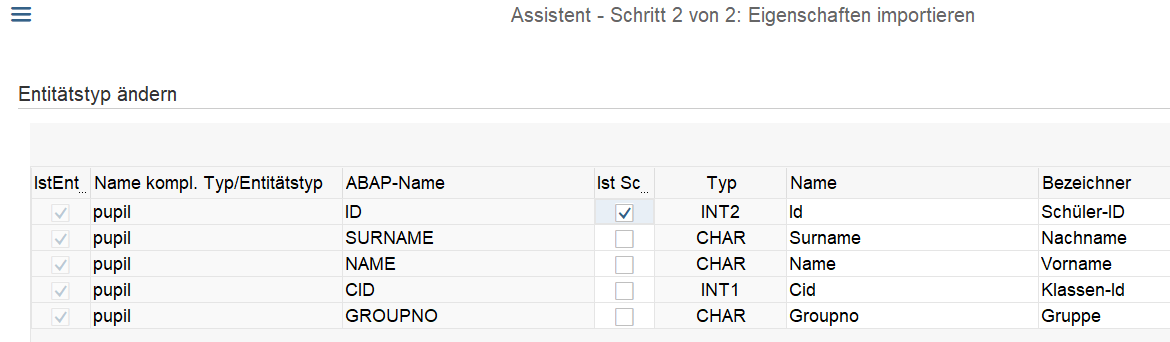 Assistent - Schritt 2 von 2: Eigenschaften importieren
Entitätstyp ändern
IstEnt... Name kompl. Typ/Entitätstyp ABAP-Name Ist Sc... Typ Name Bezeichner
pupil ID INT2 Id Schüler-ID
pupil SURNAME CHAR Surname Nachname
pupil NAME CHAR Name Vorname
pupil CID INT1 Cid Klassen-Id
pupil GROUPNO CHAR Groupno Gruppe